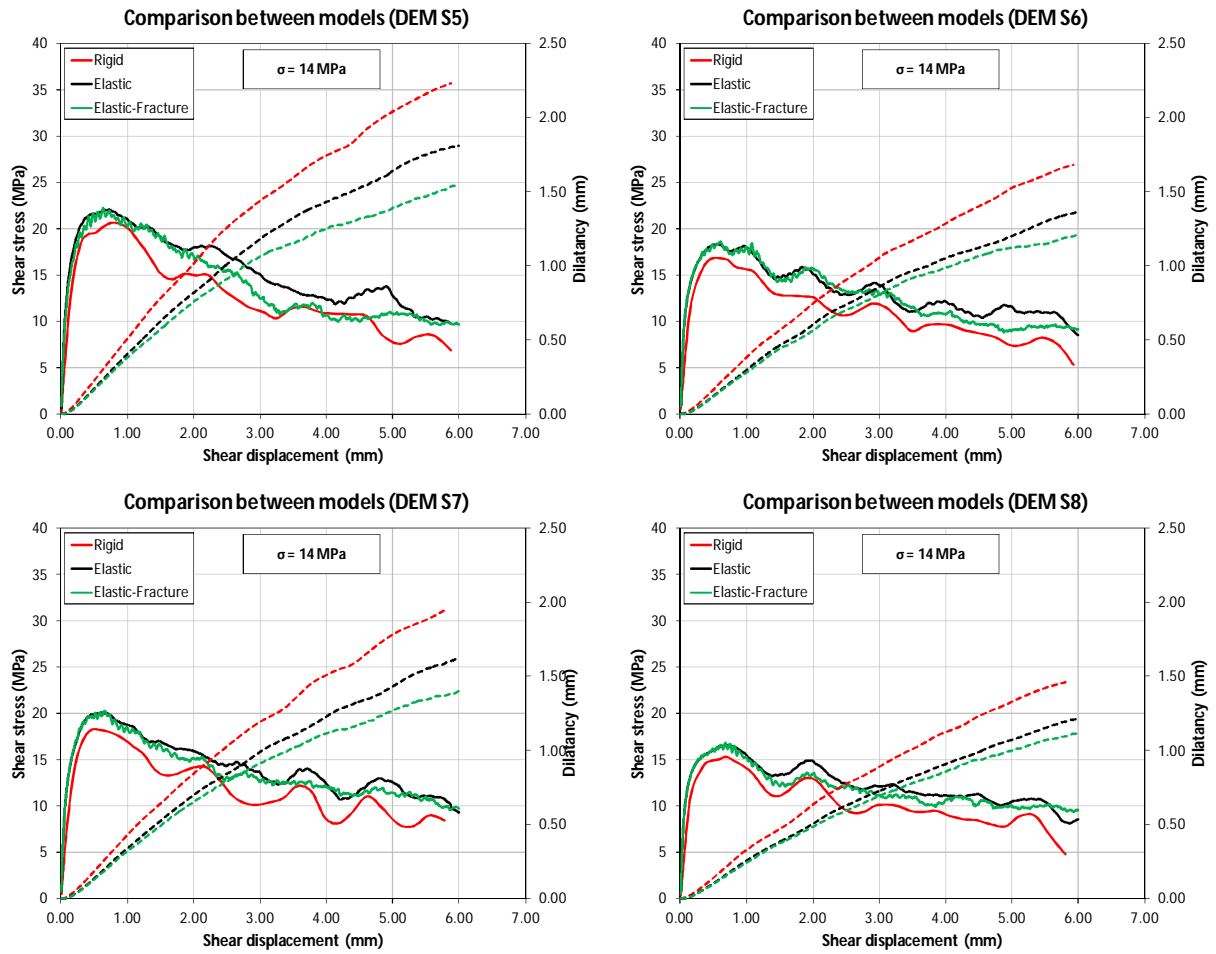 Comparison between models (DEM S5)
40
35
30
25
20
15
10
5
0
Shear stress (MPa)
Rigid
Elastic
Elastic-Fracture
σ = 14 MPa
2.50
2.00
1.50
1.00
0.50
0.00
Dilatancy (mm)
0.00 1.00 2.00 3.00 4.00 5.00 6.00 7.00
Shear displacement (mm)
Comparison between models (DEM S6)
40
35
30
25
20
15
10
5
0
Shear stress (MPa)
Rigid
Elastic
Elastic-Fracture
σ = 14 MPa
2.50
2.00
1.50
1.00
0.50
0.00
Dilatancy (mm)
0.00 1.00 2.00 3.00 4.00 5.00 6.00 7.00
Shear displacement (mm)
Comparison between models (DEM S7)
40
35
30
25
20
15
10
5
0
Shear stress (MPa)
Rigid
Elastic
Elastic-Fracture
σ = 14 MPa
2.50
2.00
1.50
1.00
0.50
0.00
Dilatancy (mm)
0.00 1.00 2.00 3.00 4.00 5.00 6.00 7.00
Shear displacement (mm)
Comparison between models (DEM S8)
40
35
30
25
20
15
10
5
0
Shear stress (MPa)
Rigid
Elastic
Elastic-Fracture
σ = 14 MPa
2.50
2.00
1.50
1.00
0.50
0.00
Dilatancy (mm)
0.00 1.00 2.00 3.00 4.00 5.00 6.00 7.00
Shear displacement (mm)